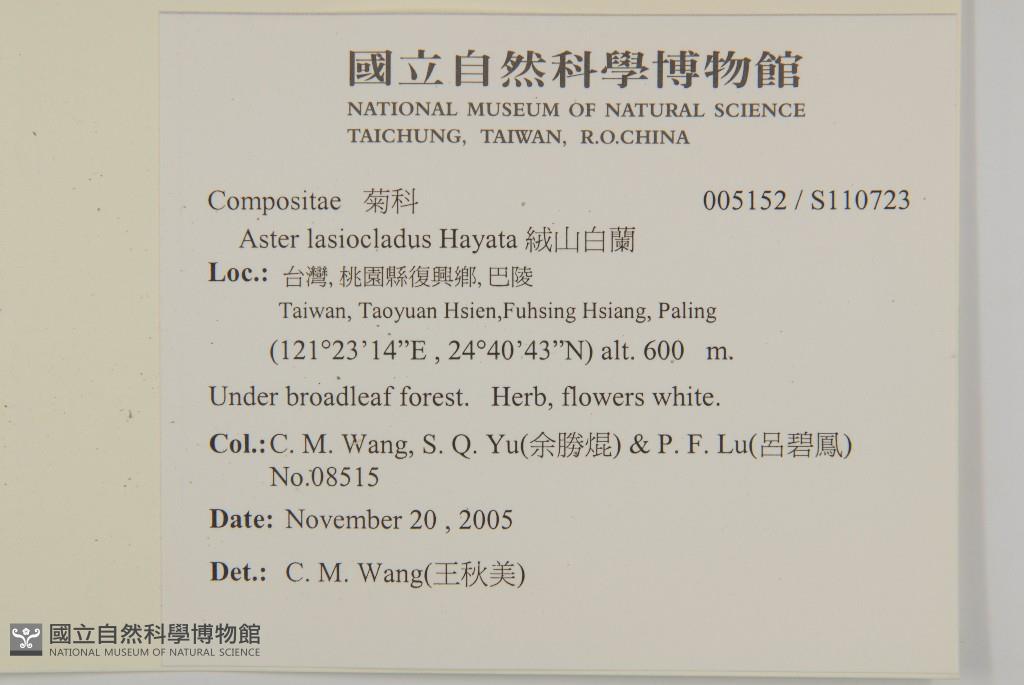 國立自然科學博物館
NATIONAL MUSEUM OF NATURAL SCIENCE
TAICHUNG, TAIWAN, R.O.CHINA
Compositae 菊科 005152 / S110723
Aster lasiocladus Hayata 絨山白蘭
Loc.: 台灣, 桃園縣復興鄉, 巴陵
Taiwan, Taoyuan Hsien,Fuhsing Hsiang, Paling
(121°23’14”E , 24°40’43”N) alt. 600 m.
Under broadleaf forest. Herb, flowers white.
Col.: C. M. Wang, S. Q. Yu(余勝焜) & P. F. Lu(呂碧鳳)
No.08515
Date: November 20 , 2005
Det.: C. M. Wang(王秋美)
國立自然科學博物館
NATIONAL MUSEUM OF NATURAL SCIENCE